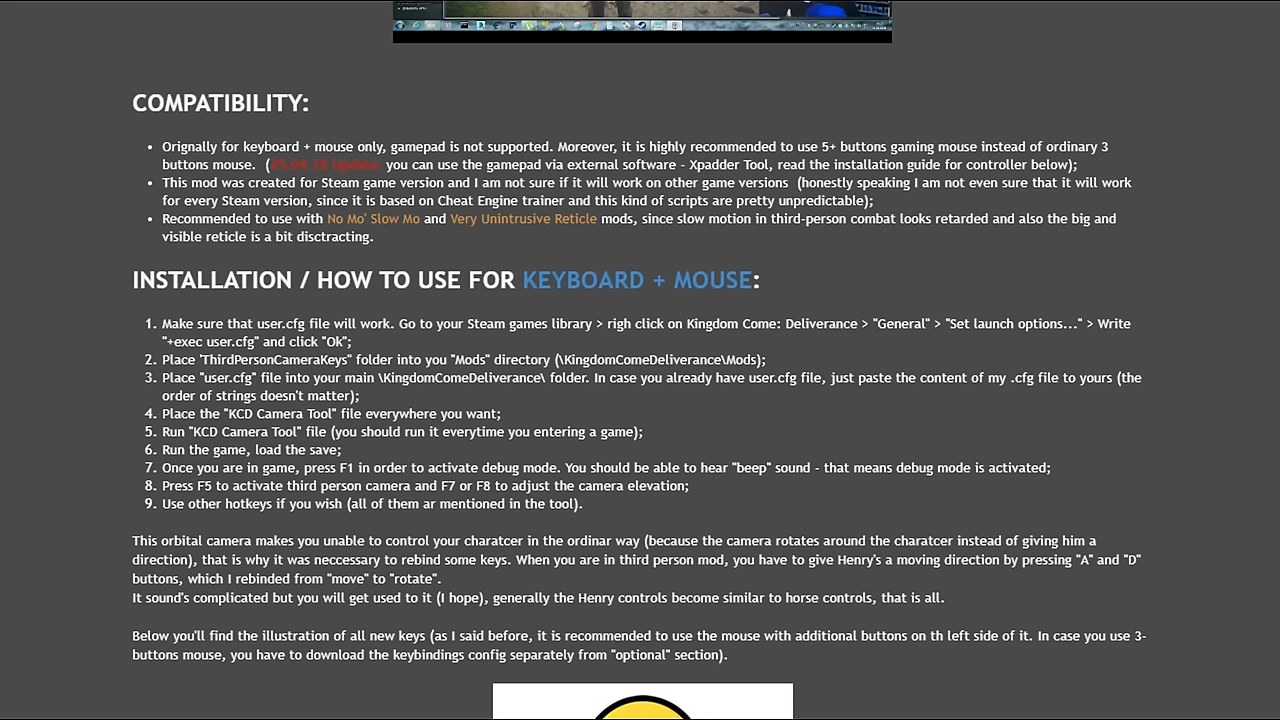 COMPATIBILITY:
• Orignally for keyboard + mouse only, gamepad is not supported. Moreover, it is highly recommended to use 5+ buttons gaming mouse instead of ordinary 3
buttons mouse. (25.04.18 Update: you can use the gamepad via external software - Xpadder Tool, read the installation guide for controller below);
• This mod was created for Steam game version and I am not sure if it will work on other game versions (honestly speaking I am not even sure that it will work
for every Steam version, since it is based on Cheat Engine trainer and this kind of scripts are pretty unpredictable);
• Recommended to use with No Mo' Slow Mo and Very Unintrusive Reticle mods, since slow motion in third-person combat looks retarded and also the big and
visible reticle is a bit disctracting.
INSTALLATION / HOW TO USE FOR KEYBOARD + MOUSE:
1. Make sure that user.cfg file will work. Go to your Steam games library > righ click on Kingdom Come: Deliverance > "General" > "Set launch options..." > Write
"+exec user.cfg" and click "Ok";
2. Place 'ThirdPersonCameraKeys" folder into you "Mods" directory (\KingdomComeDeliverance\Mods);
3. Place "user.cfg" file into your main \KingdomComeDeliverance\ folder. In case you already have user.cfg file, just paste the content of my .cfg file to yours (the
order of strings doesn't matter);
4. Place the "KCD Camera Tool" file everywhere you want;
5. Run "KCD Camera Tool" file (you should run it everytime you entering a game);
6. Run the game, load the save;
7. Once you are in game, press F1 in order to activate debug mode. You should be able to hear "beep" sound - that means debug mode is activated;
8. Press F5 to activate third person camera and F7 or F8 to adjust the camera elevation;
9. Use other hotkeys if you wish (all of them ar mentioned in the tool).
This orbital camera makes you unable to control your charatcer in the ordinar way (because the camera rotates around the charatcer instead of giving him a
direction), that is why it was neccessary to rebind some keys. When you are in third person mod, you have to give Henry's a moving direction by pressing "A" and "D"
buttons, which I rebinded from "move" to "rotate".
It sound's complicated but you will get used to it (I hope), generally the Henry controls become similar to horse controls, that is all.
Below you'll find the illustration of all new keys (as I said before, it is recommended to use the mouse with additional buttons on th left side of it. In case you use 3-
buttons mouse, you have to download the keybindings config separately from "optional" section).